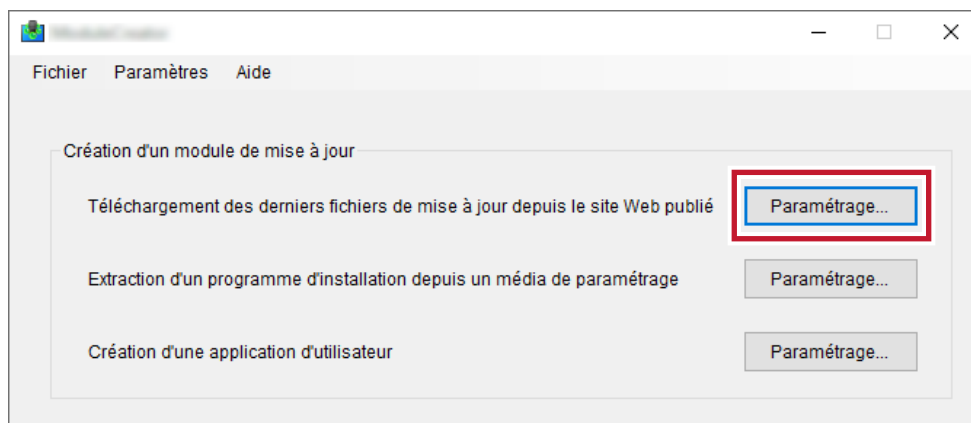 Fichier Paramètres Aide
Création d'un module de mise à jour
Téléchargement des derniers fichiers de mise à jour depuis le site Web publié Paramétrage...
Extraction d'un programme d'installation depuis un média de paramétrage Paramétrage...
Création d'une application d'utilisateur Paramétrage...